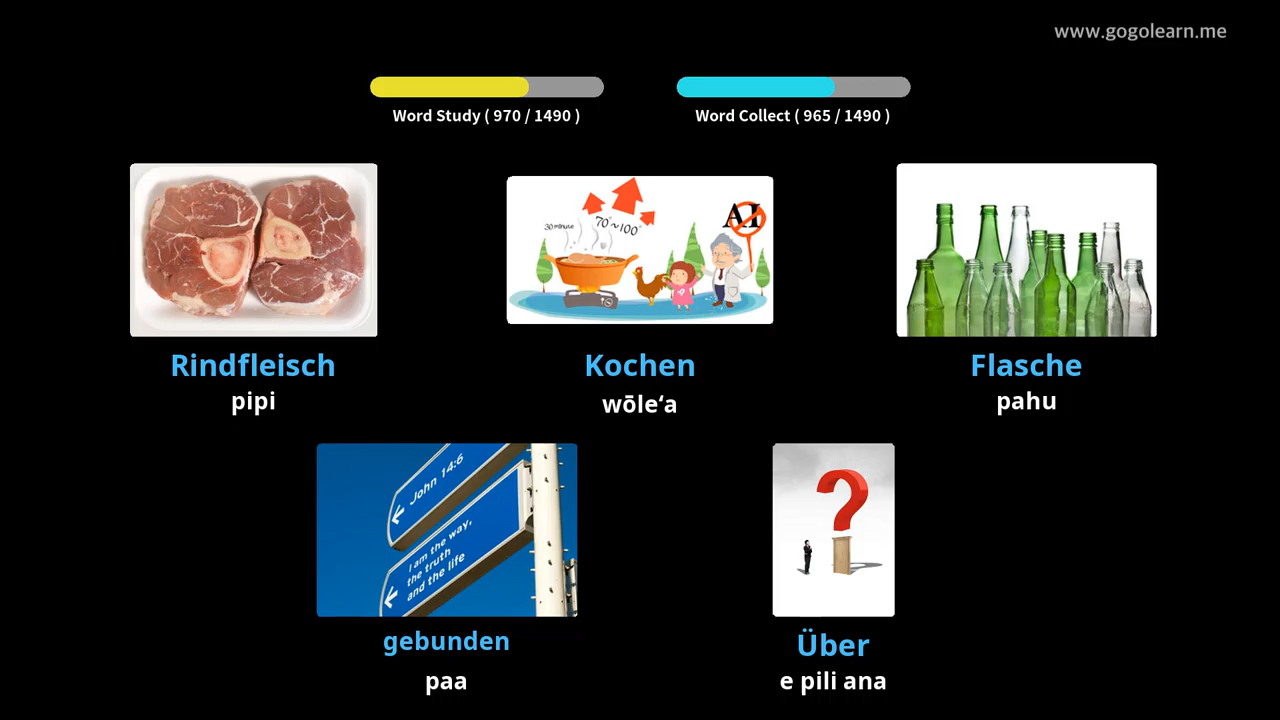 www.gogolearn.me
Word Study ( 970 / 1490 )
Word Collect ( 965 / 1490 )
30 minute
70°~100°
AI
Rindfleisch
pipi
Kochen
wōleʻa
Flasche
pahu
John 14:6
I am the way,
the truth
and the life
?
gebunden
paa
Über
e pili ana